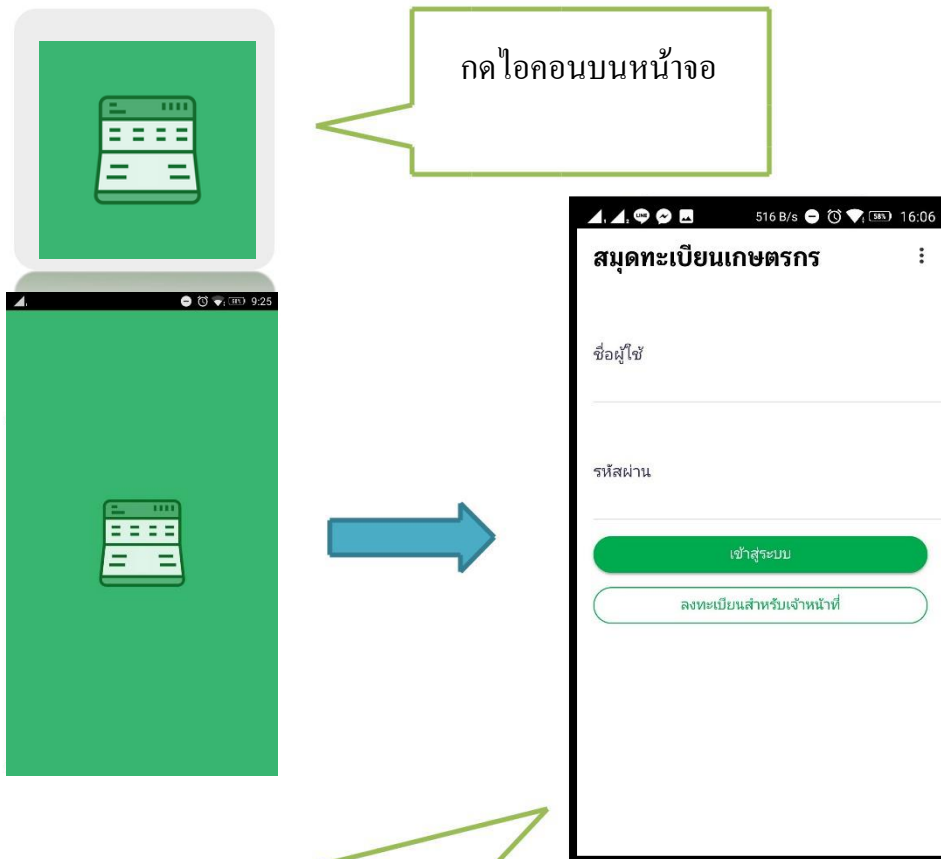 กดไอคอนบนหน้าจอ
516 B/s 58% 16:06
สมุดทะเบียนเกษตรกร
9:25
ชื่อผู้ใช้
รหัสผ่าน
เข้าสู่ระบบ
ลงทะเบียนสำหรับเจ้าหน้าที่